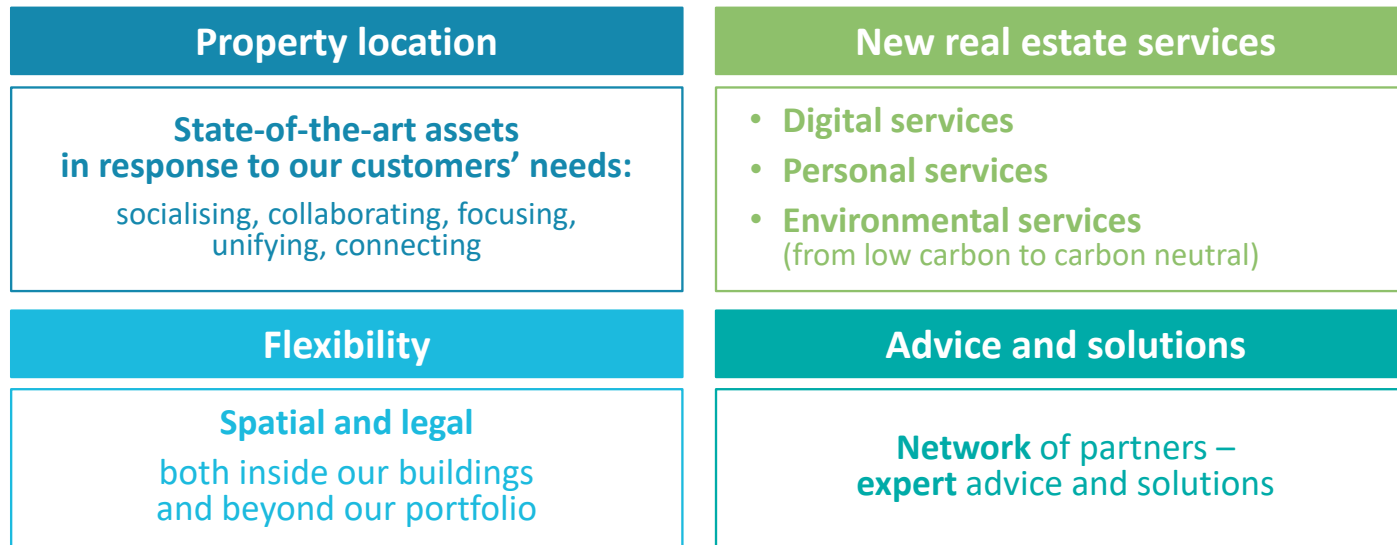 Property location
State-of-the-art assets
in response to our customers’ needs:
socialising, collaborating, focusing,
unifying, connecting
New real estate services
• Digital services
• Personal services
• Environmental services
(from low carbon to carbon neutral)
Flexibility
Spatial and legal
both inside our buildings
and beyond our portfolio
Advice and solutions
Network of partners –
expert advice and solutions